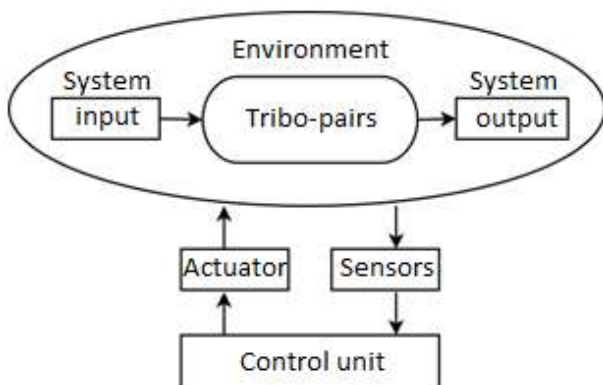 Environment
System
input
Tribo-pairs
System
output
Actuator
Sensors
Control unit